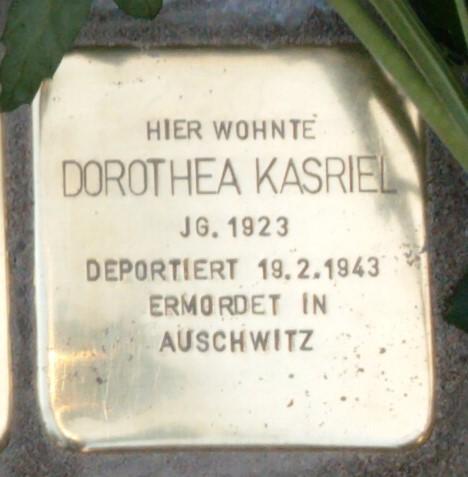 HIER WOHNTE
DOROTHEA KASRIEL
JG. 1923
DEPORTIERT 19.2.1943
ERMORDET IN
AUSCHWITZ